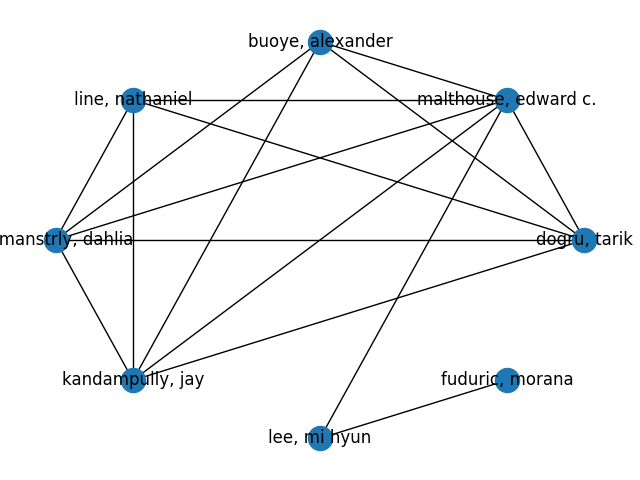 buoye, alexander
line, nathaniel
malthouse, edward c.
manstrly, dahlia
dogru, tarik
kandampully, jay
fuduric, morana
lee, mi hyun